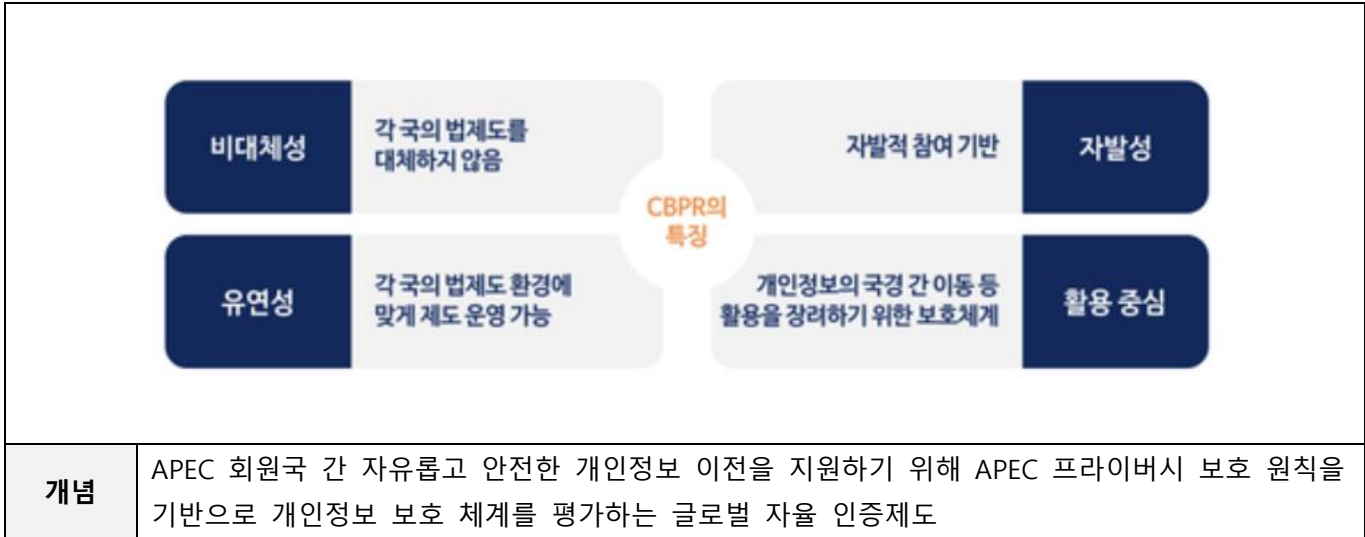 비대체성
각 국의 법제도를
대체하지 않음
자발적 참여 기반
자발성
CBPR의
특징
유연성
각 국의 법제도 환경에
맞게 제도 운영 가능
개인정보의 국경 간 이동 등
활용을 장려하기 위한 보호체계
활용 중심
개념
APEC 회원국 간 자유롭고 안전한 개인정보 이전을 지원하기 위해 APEC 프라이버시 보호 원칙을
기반으로 개인정보 보호 체계를 평가하는 글로벌 자율 인증제도